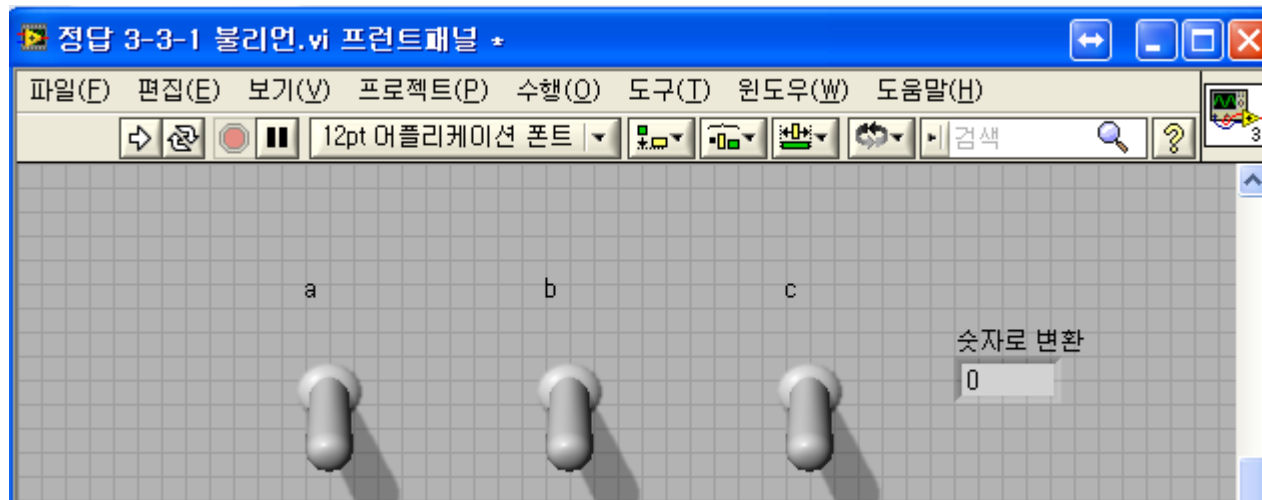 정답 3-3-1 불리언.vi 프런트패널 *
파일(F) 편집(E) 보기(V) 프로젝트(P) 수행(O) 도구(T) 윈도우(W) 도움말(H)
12pt 어플리케이션 폰트 검색 ? 3
a b c
숫자로 변환
0